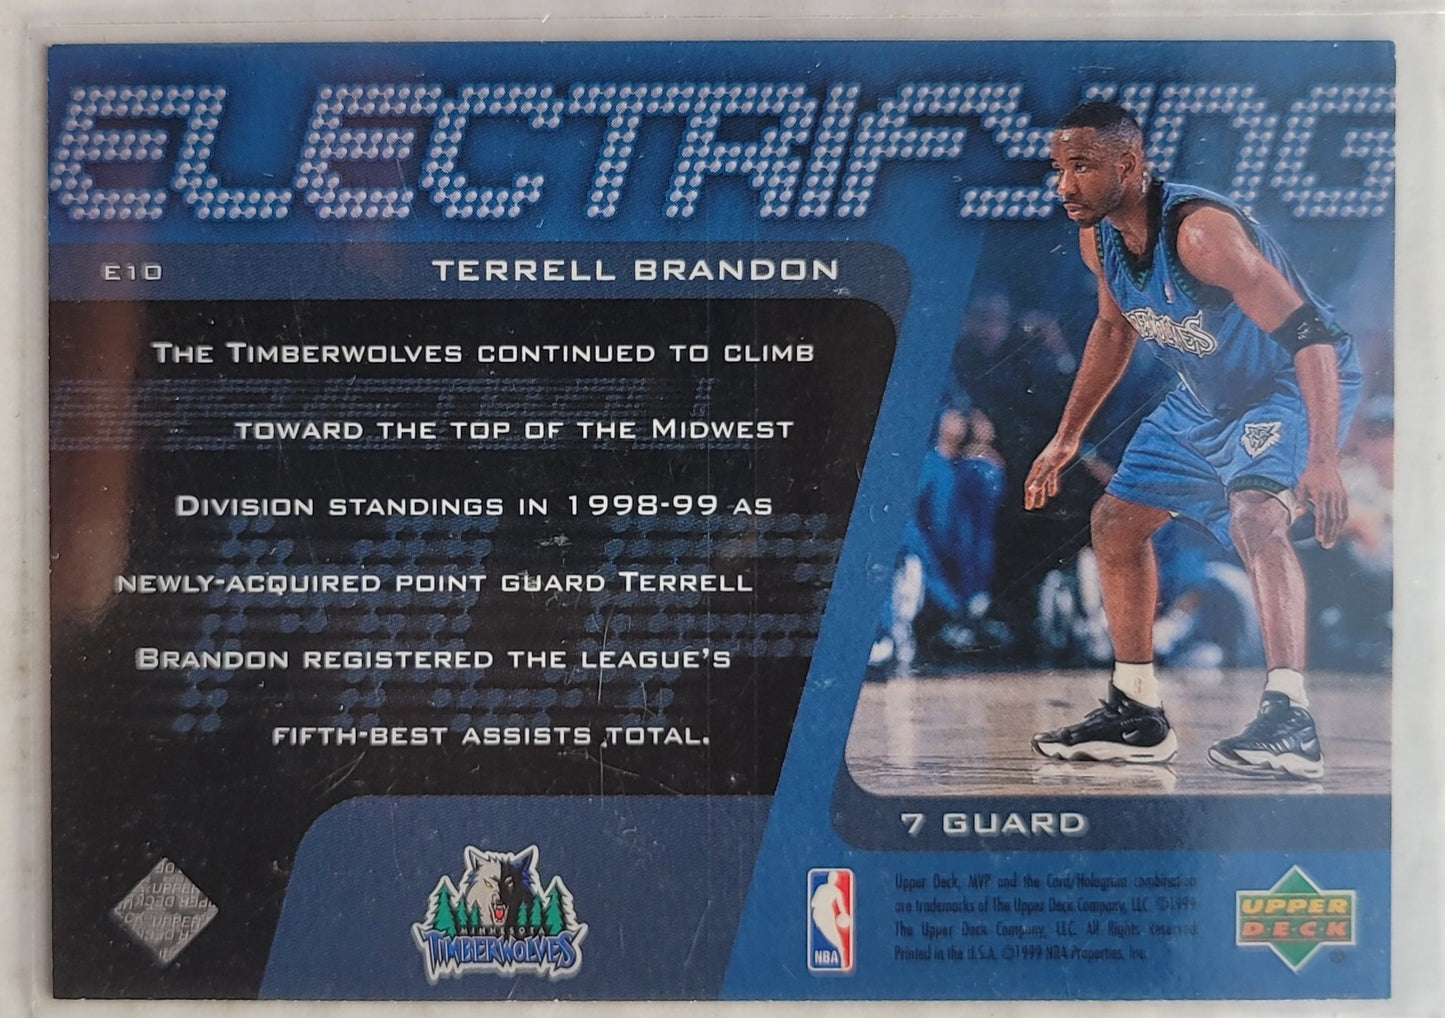 ELECTRIFYING
E10
TERRELL BRANDON
THE TIMBERWOLVES CONTINUED TO CLIMB
TOWARD THE TOP OF THE MIDWEST
DIVISION STANDINGS IN 1998-99 AS
NEWLY-ACQUIRED POINT GUARD TERRELL
BRANDON REGISTERED THE LEAGUE'S
FIFTH-BEST ASSISTS TOTAL.
7 GUARD
MINNESOTA
TIMBERWOLVES
NBA
Upper Deck, MVP and the Card/Hologram combination
are trademarks of The Upper Deck Company, LLC. ©1999
The Upper Deck Company, LLC. All Rights Reserved.
Printed in the U.S.A. ©1999 NBA Properties, Inc.
UPPER
DECK